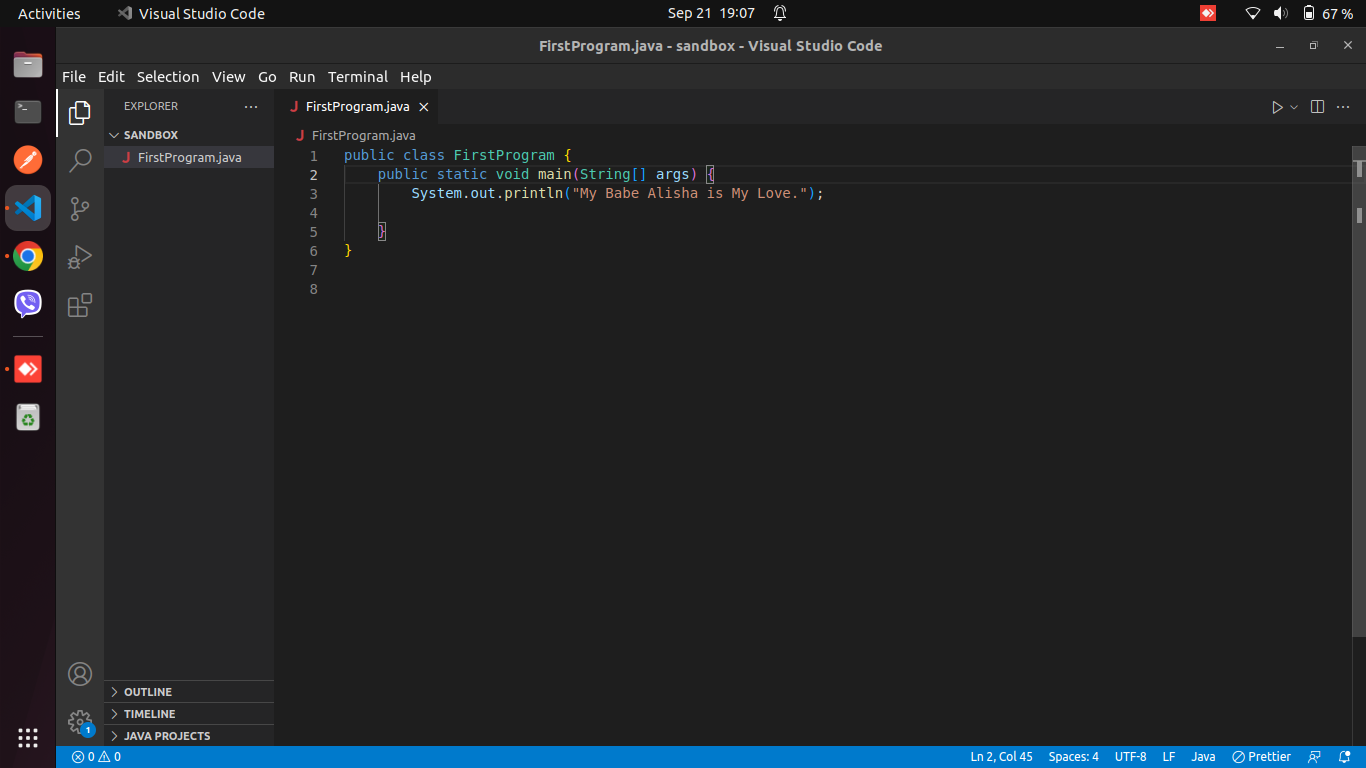 Activities
Visual Studio Code
Sep 21 19:07
67 %
FirstProgram.java - sandbox - Visual Studio Code
File Edit Selection View Go Run Terminal Help
EXPLORER
SANDBOX
J FirstProgram.java
J FirstProgram.java
J FirstProgram.java
1 public class FirstProgram {
2 public static void main(String[] args) {
3 System.out.println("My Babe Alisha is My Love.");
4
5 }
6 }
7
8
OUTLINE
TIMELINE
JAVA PROJECTS
1
0 0
Ln 2, Col 45 Spaces: 4 UTF-8 LF Java Prettier